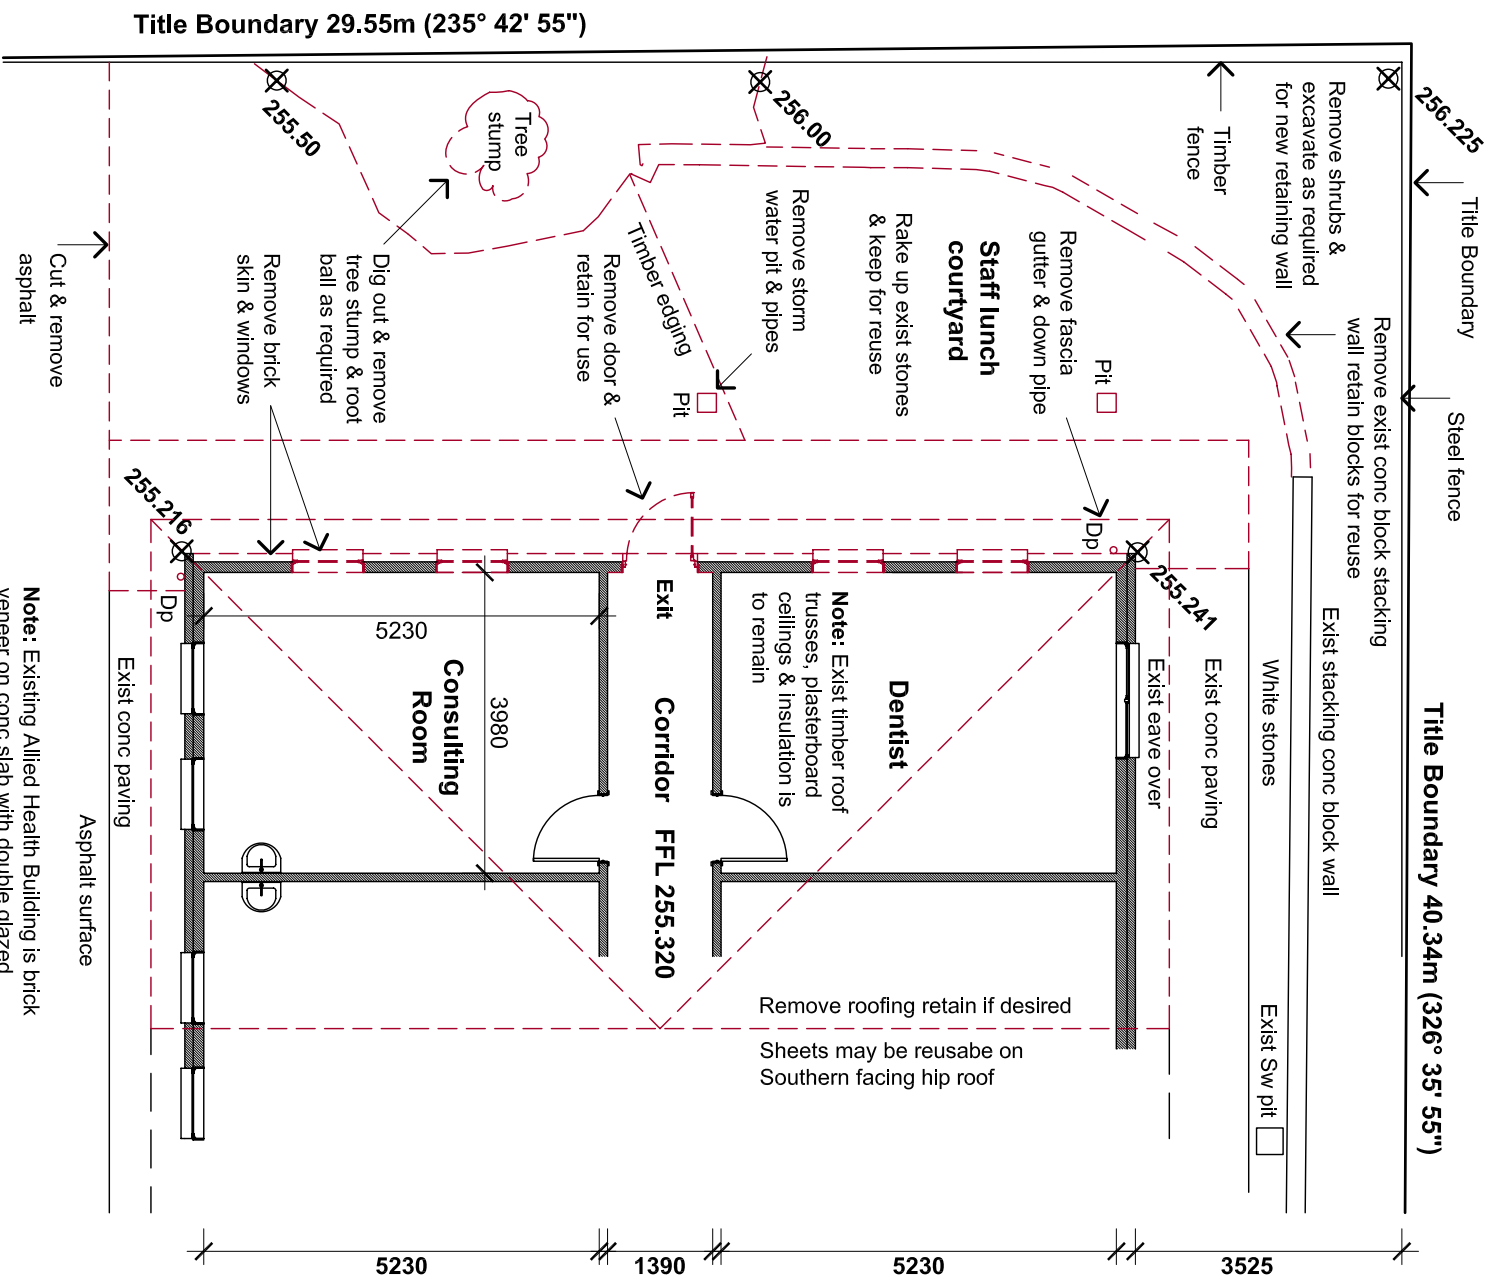 Title Boundary 29.55m (235° 42' 55")
256.225
Title Boundary
Steel fence
Title Boundary 40.34m (326° 35' 55")
Remove shrubs &
excavate as required
for new retaining wall
Timber
fence
Remove exist conc block stacking
wall retain blocks for reuse
Exist stacking conc block wall
White stones
Exist Sw pit
Exist conc paving
Exist eave over
256.00
255.50
Tree
stump
Remove storm
water pit & pipes
Rake up exist stones
& keep for reuse
Staff lunch
courtyard
Remove fascia
gutter & down pipe
Pit
Timber edging
Pit
Remove door &
retain for use
Dig out & remove
tree stump & root
ball as required
Remove brick
skin & windows
Cut & remove
asphalt
255.216
Dp
255.241
Dp
Exit
Corridor
FFL 255.320
Note: Exist timber roof
trusses, plasterboard
ceilings & insulation is
to remain
Dentist
5230
3980
Consulting
Room
Exist conc paving
Asphalt surface
Note: Existing Allied Health Building is brick
veneer on conc slab with double glazed
Remove roofing retain if desired
Sheets may be reusabe on
Southern facing hip roof
5230
1390
5230
3525